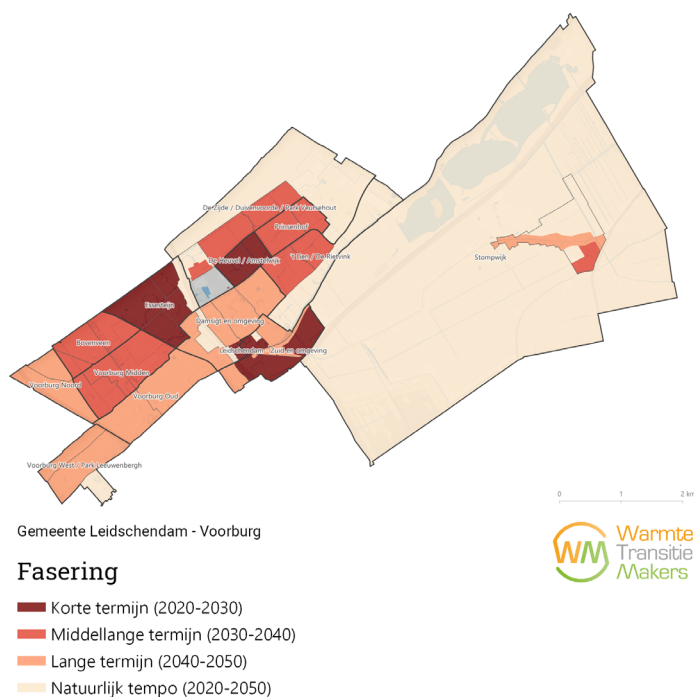 De Zijde / Duivenvoorde / Park Veursehout
Prinsenhof
De Heuvel / Amstelwijk
't Lien / De Rietvink
Stompwijk
Essesteijn
Damsigt en omgeving
Bovenveen
Leidschendam - Zuid en omgeving
Voorburg Midden
Voorburg Noord
Voorburg Oud
Voorburg West / Park Leeuwenbergh
0 1 2 km
Gemeente Leidschendam - Voorburg
WM Warmte
Transitie
Makers
Fasering
Korte termijn (2020-2030)
Middellange termijn (2030-2040)
Lange termijn (2040-2050)
Natuurlijk tempo (2020-2050)